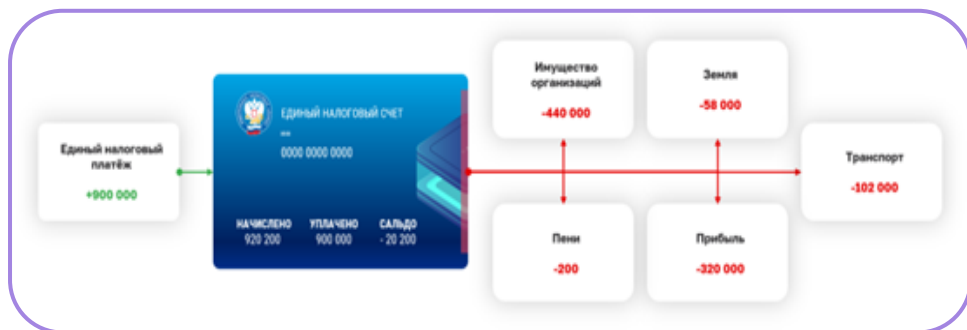 Единый налоговый
платёж
+900 000
ЕДИНЫЙ НАЛОГОВЫЙ СЧЕТ
0000 0000 0000
НАЧИСЛЕНО УПЛАЧЕНО САЛЬДО
920 200 900 000 - 20 200
Имущество
организаций
-440 000
Земля
-58 000
Транспорт
-102 000
Пени
-200
Прибыль
-320 000